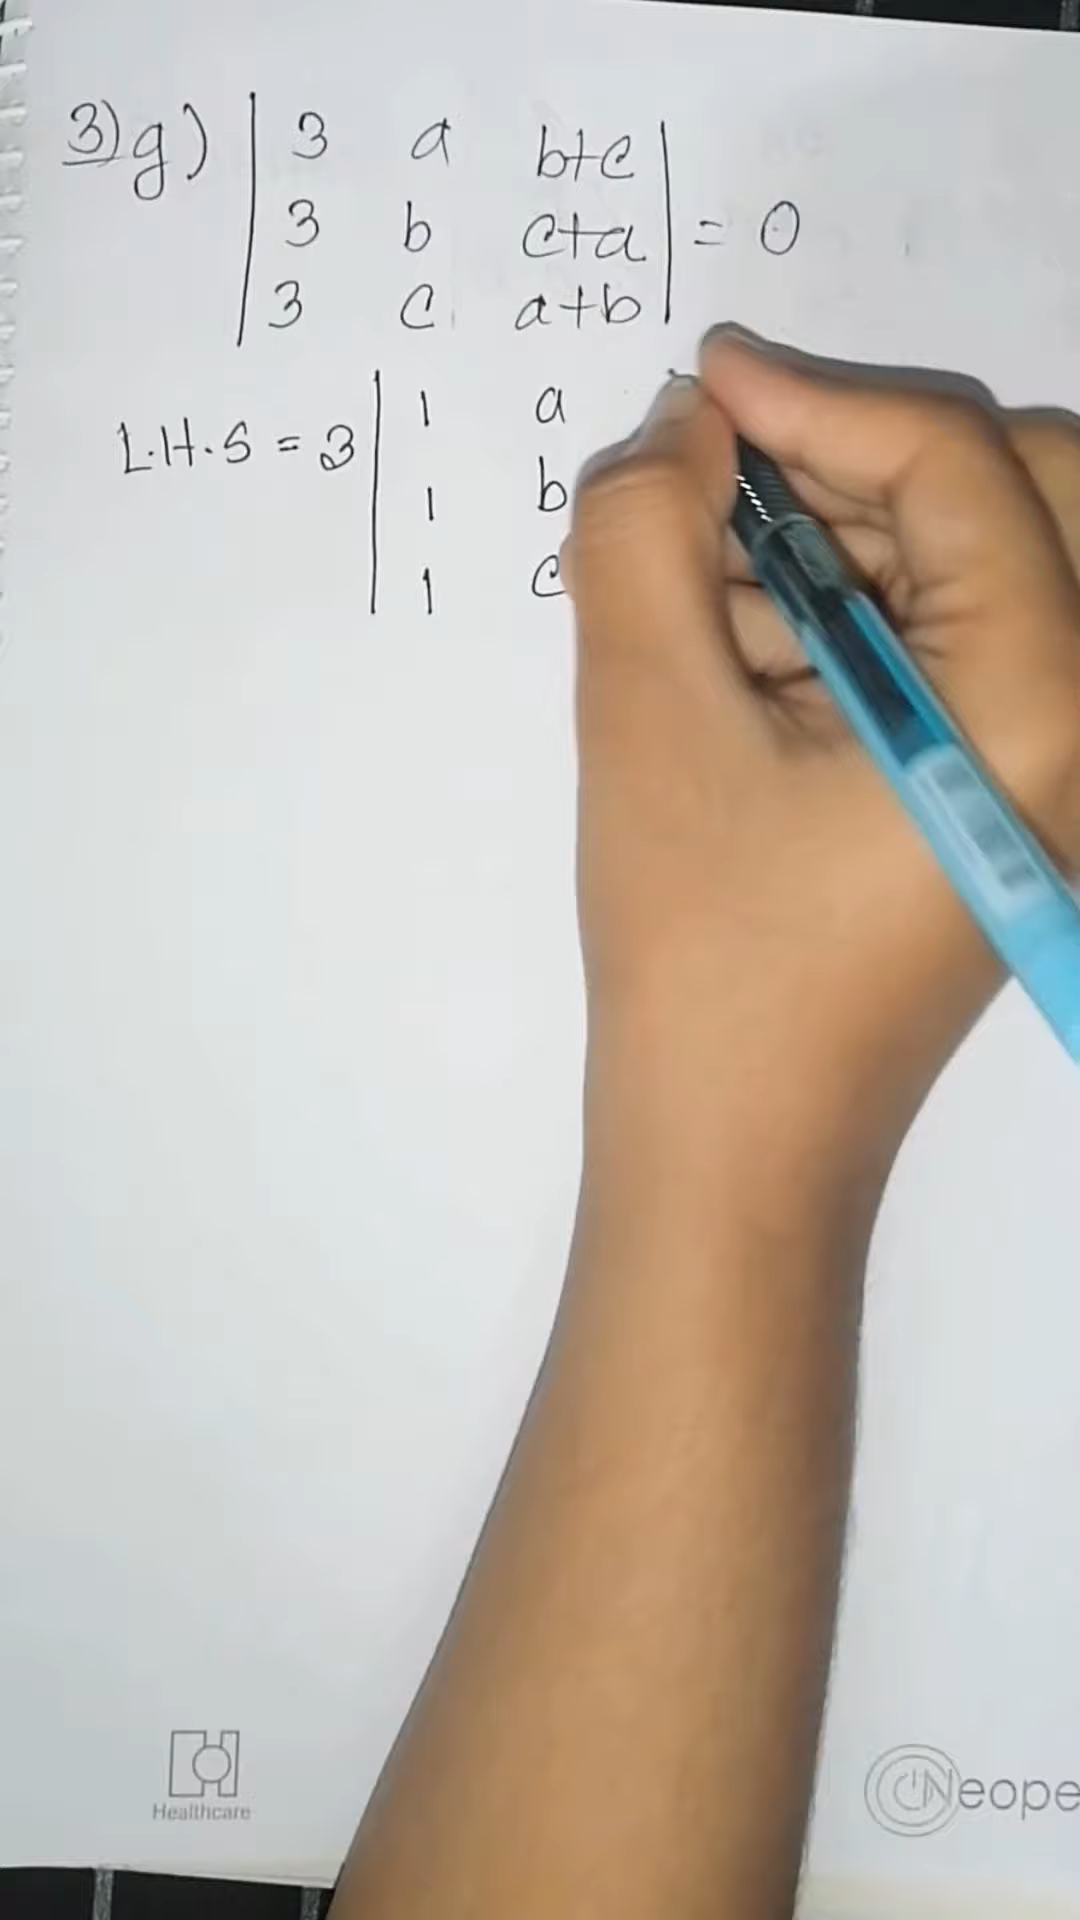 3)g) | 3 a b+c |
| 3 b c+a | = 0
| 3 c a+b |
L.H.S = 3 | 1 a
| 1 b
| 1 c
Healthcare
Neope